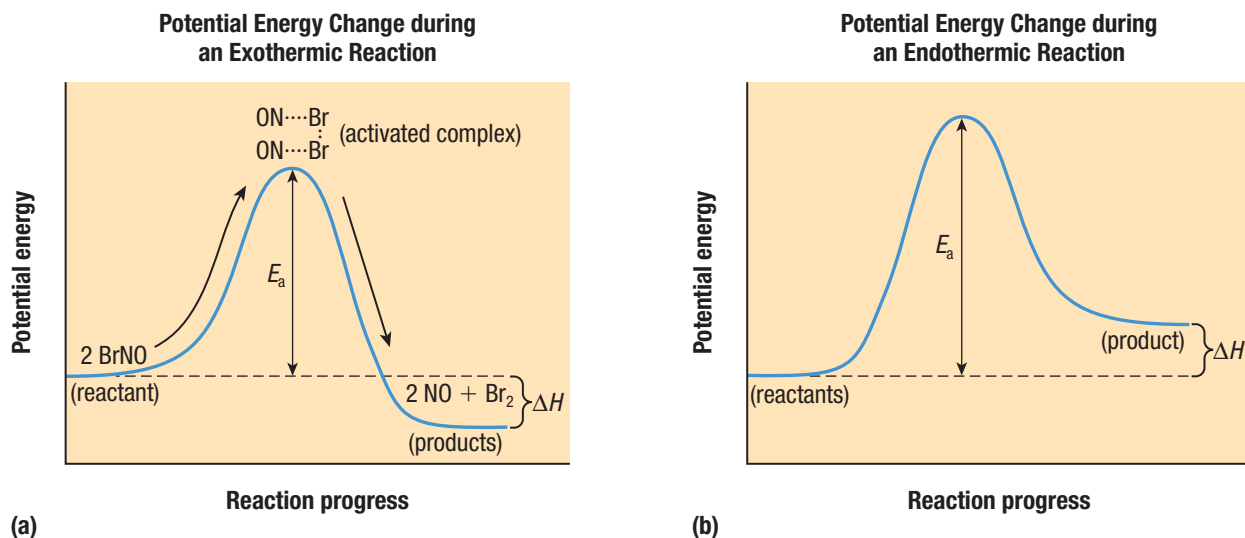 Potential Energy Change during
an Exothermic Reaction
ON····Br
ON····Br
(activated complex)
Potential energy
Eₐ
2 BrNO
(reactant)
2 NO + Br₂
(products)
ΔH
Reaction progress
(a)
Potential Energy Change during
an Endothermic Reaction
Potential energy
Eₐ
(product)
ΔH
(reactants)
Reaction progress
(b)